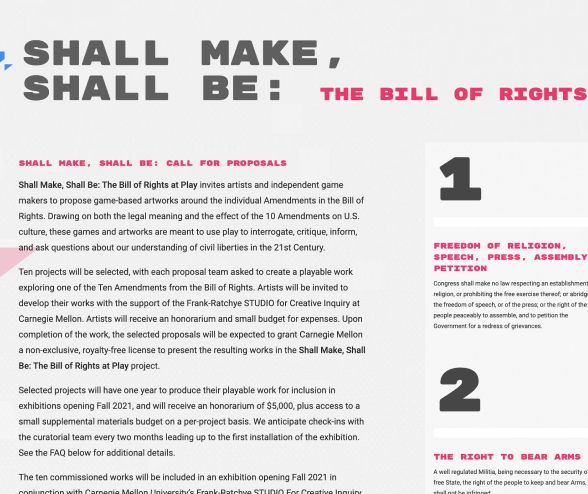 SHALL MAKE,
SHALL BE: THE BILL OF RIGHTS
SHALL MAKE, SHALL BE: CALL FOR PROPOSALS
Shall Make, Shall Be: The Bill of Rights at Play invites artists and independent game
makers to propose game-based artworks around the individual Amendments in the Bill of
Rights. Drawing on both the legal meaning and the effect of the 10 Amendments on U.S.
culture, these games and artworks are meant to use play to interrogate, critique, inform,
and ask questions about our understanding of civil liberties in the 21st Century.
Ten projects will be selected, with each proposal team asked to create a playable work
exploring one of the Ten Amendments from the Bill of Rights. Artists will be invited to
develop their works with the support of the Frank-Ratchye STUDIO for Creative Inquiry at
Carnegie Mellon. Artists will receive an honorarium and small budget for expenses. Upon
completion of the work, the selected proposals will be expected to grant Carnegie Mellon
a non-exclusive, royalty-free license to present the resulting works in the Shall Make, Shall
Be: The Bill of Rights at Play project.
Selected projects will have one year to produce their playable work for inclusion in
exhibitions opening Fall 2021, and will receive an honorarium of $5,000, plus access to a
small supplemental materials budget on a per-project basis. We anticipate check-ins with
the curatorial team every two months leading up to the first installation of the exhibition.
See the FAQ below for additional details.
The ten commissioned works will be included in an exhibition opening Fall 2021 in
conjunction with Carnegie Mellon University's Frank-Ratchye STUDIO For Creative Inquiry
1
FREEDOM OF RELIGION,
SPEECH, PRESS, ASSEMBLY
PETITION
Congress shall make no law respecting an establishment
religion, or prohibiting the free exercise thereof; or abridg
the freedom of speech, or of the press; or the right of the
people peaceably to assemble, and to petition the
Government for a redress of grievances.
2
THE RIGHT TO BEAR ARMS
A well regulated Militia, being necessary to the security o
free State, the right of the people to keep and bear Arms
shall not be infringed